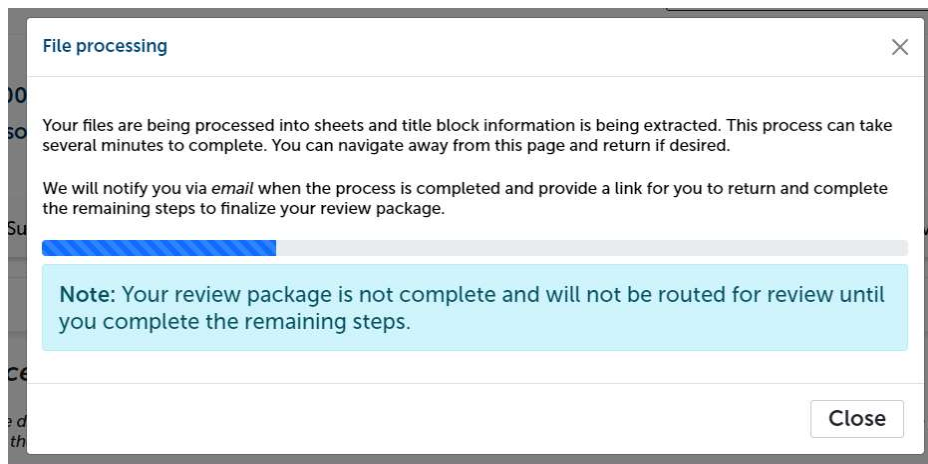 File processing
Your files are being processed into sheets and title block information is being extracted. This process can take
several minutes to complete. You can navigate away from this page and return if desired.
We will notify you via email when the process is completed and provide a link for you to return and complete
the remaining steps to finalize your review package.
Note: Your review package is not complete and will not be routed for review until
you complete the remaining steps.
Close